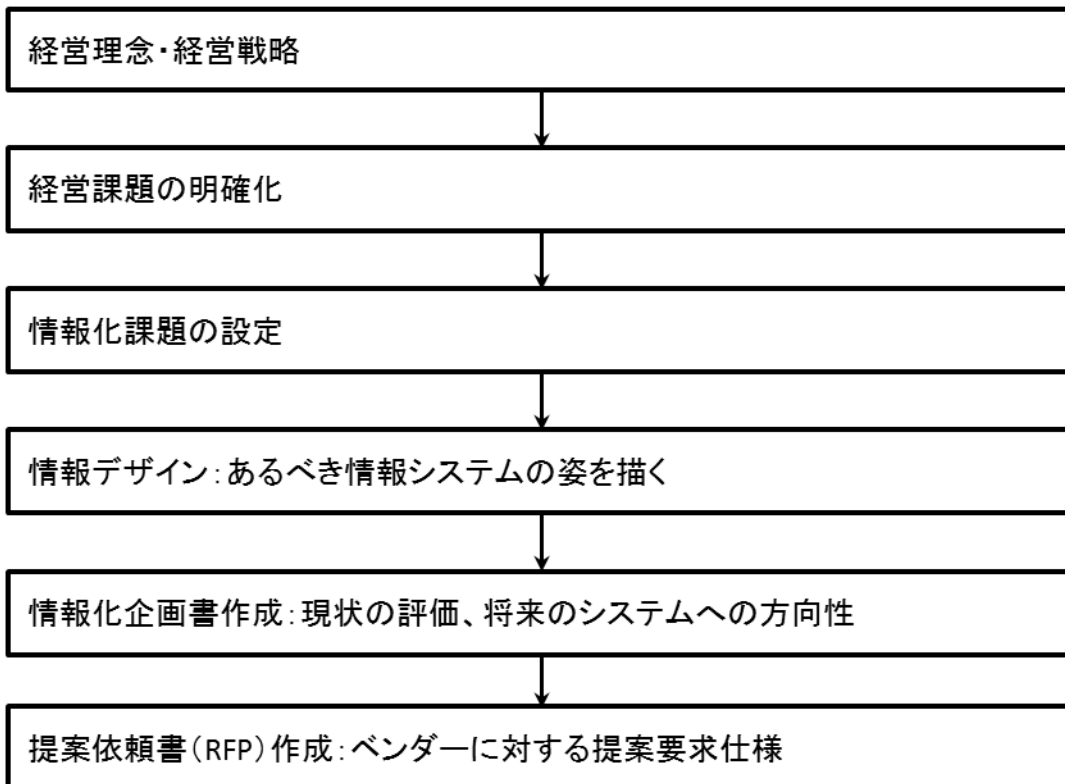 経営理念・経営戦略
経営課題の明確化
情報化課題の設定
情報デザイン：あるべき情報システムの姿を描く
情報化企画書作成：現状の評価、将来のシステムへの方向性
提案依頼書（RFP）作成：ベンダーに対する提案要求仕様